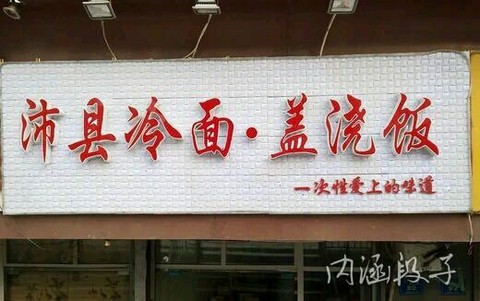 沛县冷面·盖浇饭
一次性爱上的味道
内涵段子